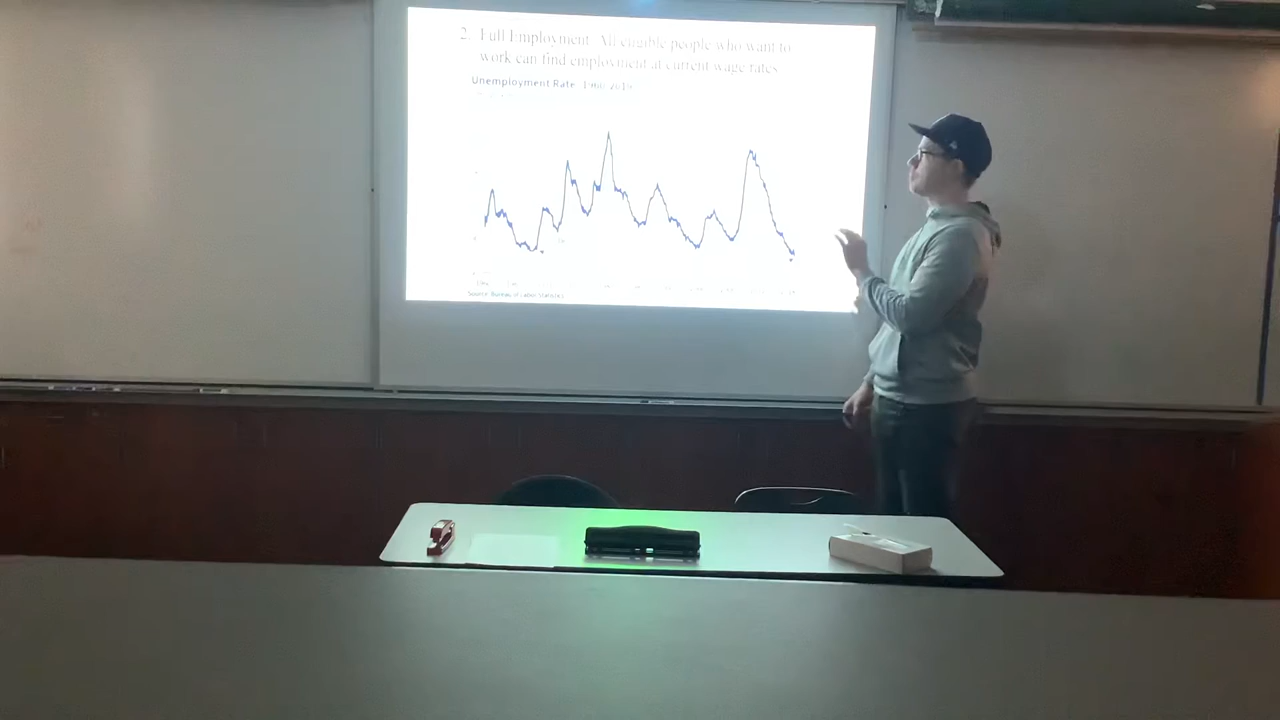 2. Full Employment: All eligible people who want to
work can find employment at current wage rates
Unemployment Rate,
Source: Bureau of Labor Statistics